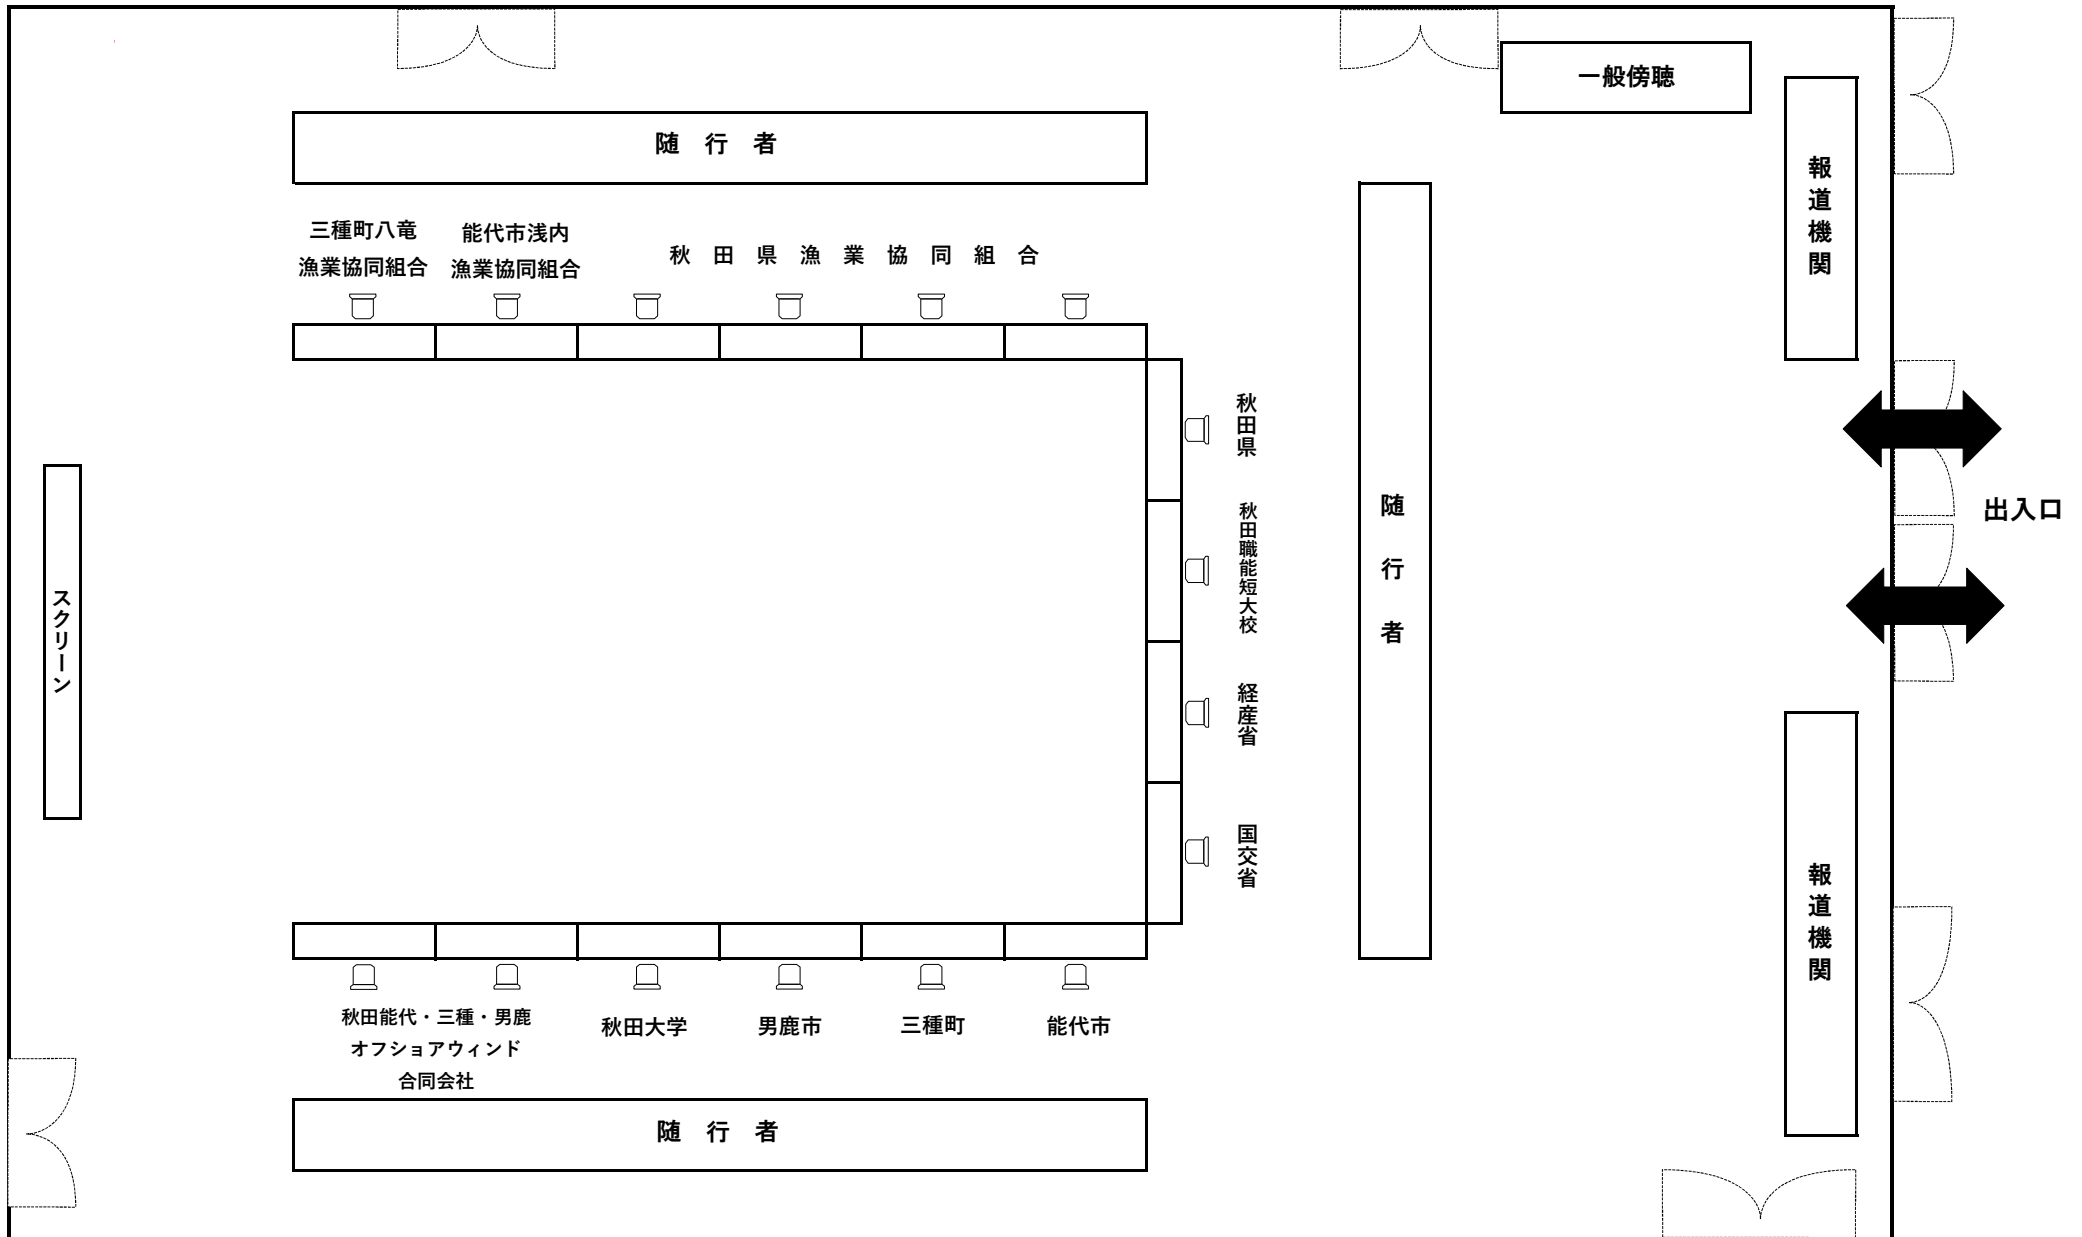 一般傍聴
随 行 者
報道機関
三種町八竜
漁業協同組合
能代市浅内
漁業協同組合
秋 田 県 漁 業 協 同 組 合
秋田県
秋田職能短大校
経産省
国交省
随 行 者
出入口
スクリーン
報道機関
秋田能代・三種・男鹿
オフショアウィンド
合同会社
秋田大学
男鹿市
三種町
能代市
随 行 者